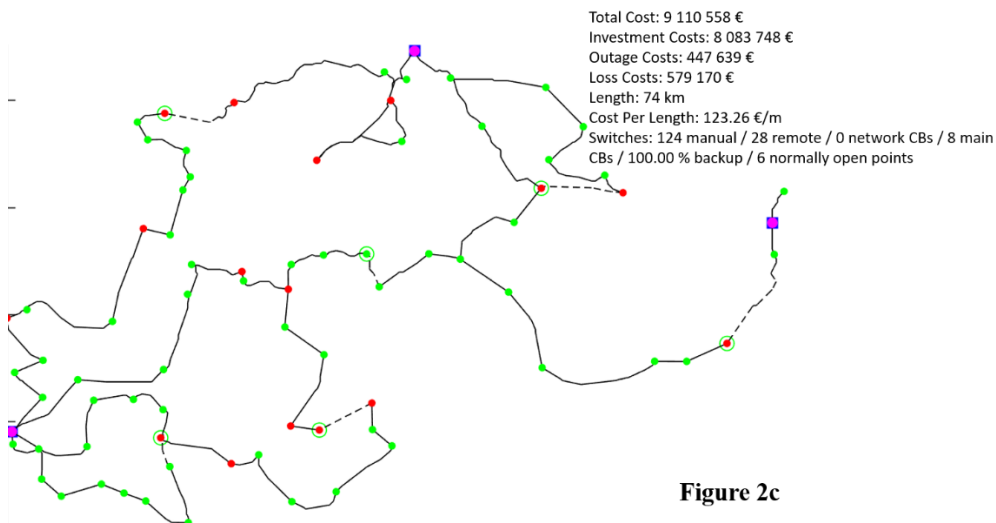 Total Cost: 9 110 558 €
Investment Costs: 8 083 748 €
Outage Costs: 447 639 €
Loss Costs: 579 170 €
Length: 74 km
Cost Per Length: 123.26 €/m
Switches: 124 manual / 28 remote / 0 network CBs / 8 main
CBs / 100.00 % backup / 6 normally open points
Figure 2c